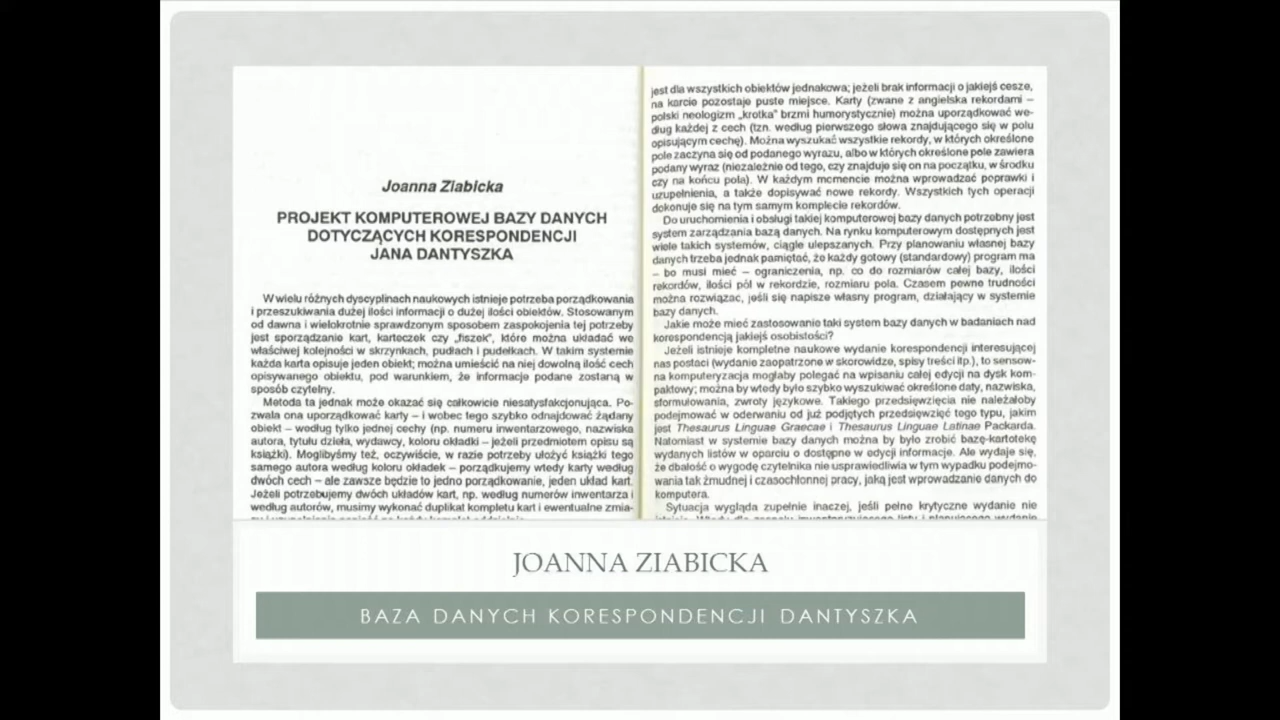 Joanna Ziabicka
PROJEKT KOMPUTEROWEJ BAZY DANYCH
DOTYCZĄCYCH KORESPONDENCJI
JANA DANTYSZKA
W wielu różnych dyscyplinach naukowych istnieje potrzeba porządkowania
i przeszukiwania dużej ilości informacji o dużej ilości obiektów. Stosowanym
od dawna i wielokrotnie sprawdzonym sposobem zaspokojenia tej potrzeby
jest sporządzanie kart, karteczek czy „fiszek", które można układać we
właściwej kolejności w skrzynkach, pudłach i pudełkach. W takim systemie
każda karta opisuje jeden obiekt; można umieścić na niej dowolną ilość cech
opisywanego obiektu, pod warunkiem, że informacje podane zostaną w
sposób czytelny.
Metoda ta jednak może okazać się całkowicie niesatysfakcjonująca. Po-
zwala ona uporządkować karty – i wobec tego szybko odnajdować żądany
obiekt – według tylko jednej cechy (np. numeru inwentarzowego, nazwiska
autora, tytułu dzieła, wydawcy, koloru okładki – jeżeli przedmiotem opisu są
książki). Moglibyśmy też, oczywiście, w razie potrzeby ułożyć książki tego
samego autora według koloru okładek – porządkujemy wtedy karty według
dwóch cech – ale zawsze będzie to jedno porządkowanie, jeden układ kart.
Jeżeli potrzebujemy dwóch układów kart, np. według numerów inwentarza i
według autorów, musimy wykonać duplikat kompletu kart i ewentualne zmia-
jest dla wszystkich obiektów jednakowa; jeżeli brak informacji o jakiejś cesze,
na karcie pozostaje puste miejsce. Karty (zwane z angielska rekordami –
polski neologizm „krotka" brzmi humorystycznie) można uporządkować we-
dług każdej z cech (tzn. według pierwszego słowa znajdującego się w polu
opisującym cechę). Można wyszukać wszystkie rekordy, w których określone
pole zaczyna się od podanego wyrazu, albo w których określone pole zawiera
podany wyraz (niezależnie od tego, czy znajduje się on na początku, w środku
czy na końcu pola). W każdym momencie można wprowadzać poprawki i
uzupełnienia, a także dopisywać nowe rekordy. Wszystkich tych operacji
dokonuje się na tym samym komplecie rekordów.
Do uruchomienia i obsługi takiej komputerowej bazy danych potrzebny jest
system zarządzania bazą danych. Na rynku komputerowym dostępnych jest
wiele takich systemów, ciągle ulepszanych. Przy planowaniu własnej bazy
danych trzeba jednak pamiętać, że każdy gotowy (standardowy) program ma
– bo musi mieć – ograniczenia, np. co do rozmiarów całej bazy, ilości
rekordów, ilości pól w rekordzie, rozmiaru pola. Czasem pewne trudności
można rozwiązać, jeśli się napisze własny program, działający w systemie
bazy danych.
Jakie może mieć zastosowanie taki system bazy danych w badaniach nad
korespondencją jakiejś osobistości?
Jeżeli istnieje kompletne naukowe wydanie korespondencji interesującej
nas postaci (wydanie zaopatrzone w skorowidze, spisy treści itp.), to sensow-
na komputeryzacja mogłaby polegać na wpisaniu całej edycji na dysk kom-
paktowy; można by wtedy było szybko wyszukiwać określone daty, nazwiska,
sformułowania, zwroty językowe. Takiego przedsięwzięcia nie należałoby
podejmować w oderwaniu od już podjętych przedsięwzięć tego typu, jakim
jest Thesaurus Linguae Graecae i Thesaurus Linguae Latinae Packarda.
Natomiast w systemie bazy danych można by było zrobić bazę-kartotekę
wydanych listów w oparciu o dostępne w edycji informacje. Ale wydaje się,
że dbałość o wygodę czytelnika nie usprawiedliwia w tym wypadku podejmo-
wania tak żmudnej i czasochłonnej pracy, jaką jest wprowadzanie danych do
komputera.
Sytuacja wygląda zupełnie inaczej, jeśli pełne krytyczne wydanie nie
JOANNA ZIABICKA
BAZA DANYCH KORESPONDENCJI DANTYSZKA